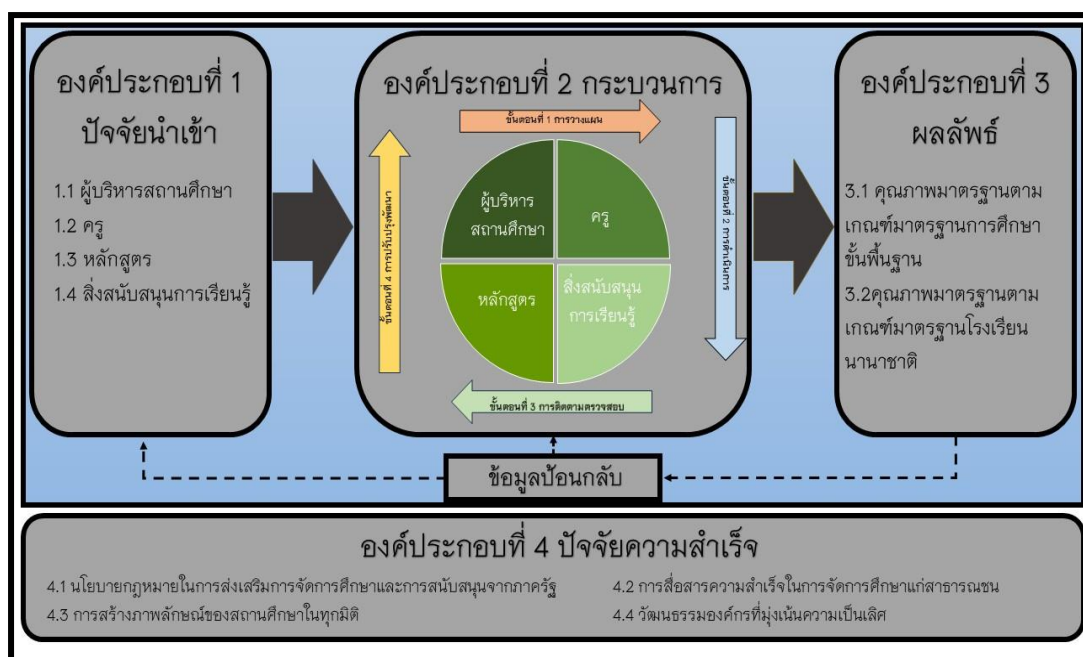 องค์ประกอบที่ 1
ปัจจัยนำเข้า
1.1 ผู้บริหารสถานศึกษา
1.2 ครู
1.3 หลักสูตร
1.4 สิ่งสนับสนุนการเรียนรู้
องค์ประกอบที่ 2 กระบวนการ
ขั้นตอนที่ 1 การวางแผน
ขั้นตอนที่ 2 การดำเนินการ
ขั้นตอนที่ 3 การติดตามตรวจสอบ
ขั้นตอนที่ 4 การปรับปรุงพัฒนา
ผู้บริหาร
สถานศึกษา
ครู
หลักสูตร
สิ่งสนับสนุน
การเรียนรู้
องค์ประกอบที่ 3
ผลลัพธ์
3.1 คุณภาพมาตรฐานตาม
เกณฑ์มาตรฐานการศึกษา
ขั้นพื้นฐาน
3.2คุณภาพมาตรฐานตาม
เกณฑ์มาตรฐานโรงเรียน
นานาชาติ
ข้อมูลป้อนกลับ
องค์ประกอบที่ 4 ปัจจัยความสำเร็จ
4.1 นโยบายกฎหมายในการส่งเสริมการจัดการศึกษาและการสนับสนุนจากภาครัฐ
4.2 การสื่อสารความสำเร็จในการจัดการศึกษาแก่สาธารณชน
4.3 การสร้างภาพลักษณ์ของสถานศึกษาในทุกมิติ
4.4 วัฒนธรรมองค์กรที่มุ่งเน้นความเป็นเลิศ